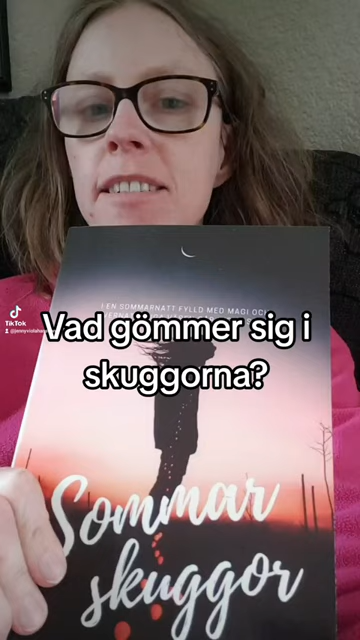 I EN SOMMARNATT FYLLD MED MAGI OCH
Vad gömmer sig i
skuggorna?
TikTok
Sommar
skuggor